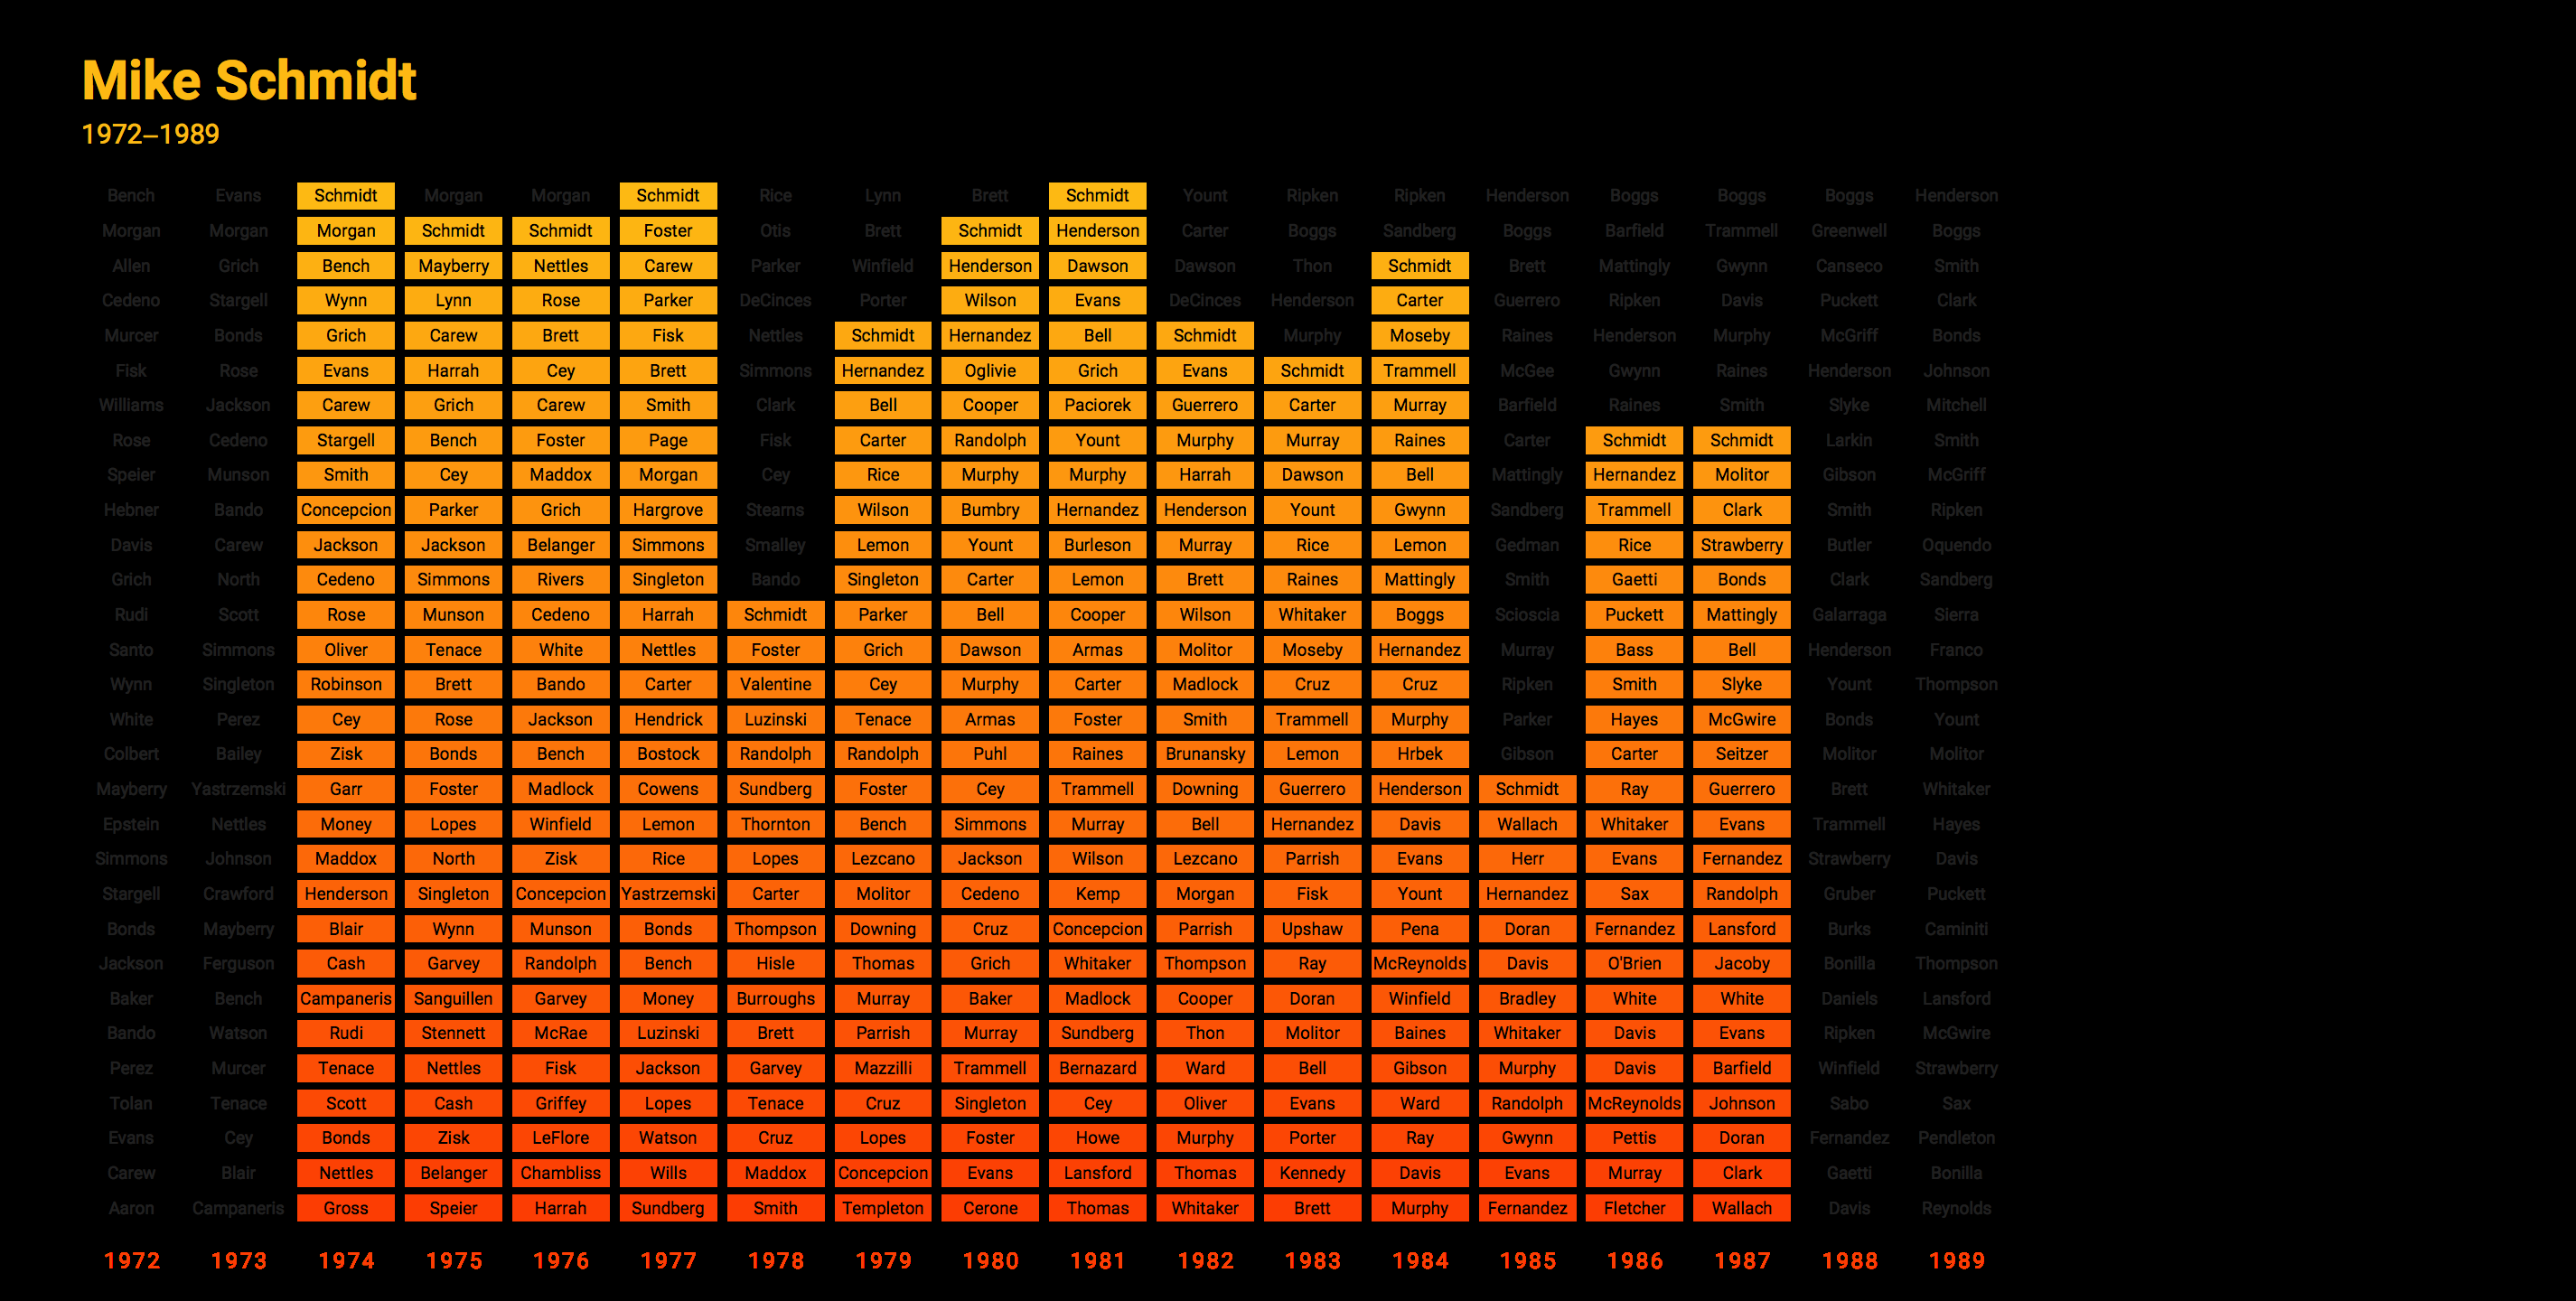 Mike Schmidt
1972–1989
Bench Evans Schmidt Morgan Morgan Schmidt Rice Lynn Brett Schmidt Yount Ripken Ripken Henderson Boggs Boggs Boggs Henderson
Morgan Morgan Morgan Schmidt Schmidt Foster Otis Brett Schmidt Henderson Carter Boggs Sandberg Boggs Barfield Trammell Greenwell Boggs
Allen Grich Bench Mayberry Nettles Carew Parker Winfield Henderson Dawson Dawson Thon Schmidt Brett Mattingly Gwynn Canseco Smith
Cedeno Stargell Wynn Lynn Rose Parker DeCinces Porter Wilson Evans DeCinces Henderson Carter Guerrero Ripken Davis Puckett Clark
Murcer Bonds Grich Carew Brett Fisk Nettles Schmidt Hernandez Bell Schmidt Murphy Moseby Raines Henderson Murphy McGriff Bonds
Fisk Rose Evans Harrah Cey Brett Simmons Hernandez Oglivie Grich Evans Schmidt Trammell McGee Gwynn Raines Henderson Johnson
Williams Jackson Carew Grich Carew Smith Clark Bell Cooper Paciorek Guerrero Carter Murray Barfield Raines Smith Slyke Mitchell
Rose Cedeno Stargell Bench Foster Page Fisk Carter Randolph Yount Murphy Murray Raines Carter Schmidt Schmidt Larkin Smith
Speier Munson Smith Cey Maddox Morgan Cey Rice Murphy Murphy Harrah Dawson Bell Mattingly Hernandez Molitor Gibson McGriff
Hebner Bando Concepcion Parker Grich Hargrove Stearns Wilson Bumbry Hernandez Henderson Yount Gwynn Sandberg Trammell Clark Smith Ripken
Davis Carew Jackson Jackson Belanger Simmons Smalley Lemon Yount Burleson Murray Rice Lemon Gedman Rice Strawberry Butler Oquendo
Grich North Cedeno Simmons Rivers Singleton Bando Singleton Carter Lemon Brett Raines Mattingly Smith Gaetti Bonds Clark Sandberg
Rudi Scott Rose Munson Cedeno Harrah Schmidt Parker Bell Cooper Wilson Whitaker Boggs Scioscia Puckett Mattingly Galarraga Sierra
Santo Simmons Oliver Tenace White Nettles Foster Grich Dawson Armas Molitor Moseby Hernandez Murray Bass Bell Henderson Franco
Wynn Singleton Robinson Brett Bando Carter Valentine Cey Murphy Carter Madlock Cruz Cruz Ripken Smith Slyke Yount Thompson
White Perez Cey Rose Jackson Hendrick Luzinski Tenace Armas Foster Smith Trammell Murphy Parker Hayes McGwire Bonds Yount
Colbert Bailey Zisk Bonds Bench Bostock Randolph Randolph Puhl Raines Brunansky Lemon Hrbek Gibson Carter Seitzer Molitor Molitor
Mayberry Yastrzemski Garr Foster Madlock Cowens Sundberg Foster Cey Trammell Downing Guerrero Henderson Schmidt Ray Guerrero Brett Whitaker
Epstein Nettles Money Lopes Winfield Lemon Thornton Bench Simmons Murray Bell Hernandez Davis Wallach Whitaker Evans Trammell Hayes
Simmons Johnson Maddox North Zisk Rice Lopes Lezcano Jackson Wilson Lezcano Parrish Evans Herr Evans Fernandez Strawberry Davis
Stargell Crawford Henderson Singleton Concepcion Yastrzemski Carter Molitor Cedeno Kemp Morgan Fisk Yount Hernandez Sax Randolph Gruber Puckett
Bonds Mayberry Blair Wynn Munson Bonds Thompson Downing Cruz Concepcion Parrish Upshaw Pena Doran Fernandez Lansford Burks Caminiti
Jackson Ferguson Cash Garvey Randolph Bench Hisle Thomas Grich Whitaker Thompson Ray McReynolds Davis O'Brien Jacoby Bonilla Thompson
Baker Bench Campaneris Sanguillen Garvey Money Burroughs Murray Baker Madlock Cooper Doran Winfield Bradley White White Daniels Lansford
Bando Watson Rudi Stennett McRae Luzinski Brett Parrish Murray Sundberg Thon Molitor Baines Whitaker Davis Evans Ripken McGwire
Perez Murcer Tenace Nettles Fisk Jackson Garvey Mazzilli Trammell Bernazard Ward Bell Gibson Murphy Davis Barfield Winfield Strawberry
Tolan Tenace Scott Cash Griffey Lopes Tenace Cruz Singleton Cey Oliver Evans Ward Randolph McReynolds Johnson Sabo Sax
Evans Cey Bonds Zisk LeFlore Watson Cruz Lopes Foster Howe Murphy Porter Ray Gwynn Pettis Doran Fernandez Pendleton
Carew Blair Nettles Belanger Chambliss Wills Maddox Concepcion Evans Lansford Thomas Kennedy Davis Evans Murray Clark Gaetti Bonilla
Aaron Campaneris Gross Speier Harrah Sundberg Smith Templeton Cerone Thomas Whitaker Brett Murphy Fernandez Fletcher Wallach Davis Reynolds
1972 1973 1974 1975 1976 1977 1978 1979 1980 1981 1982 1983 1984 1985 1986 1987 1988 1989